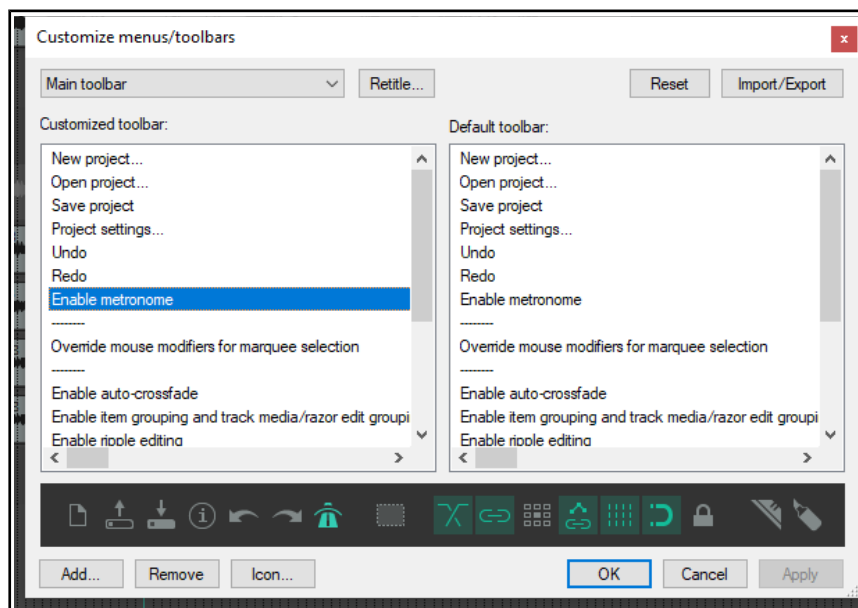 Customize menus/toolbars
x
Main toolbar
Retitle...
Reset
Import/Export
Customized toolbar:
New project...
Open project...
Save project
Project settings...
Undo
Redo
Enable metronome
--------
Override mouse modifiers for marquee selection
--------
Enable auto-crossfade
Enable item grouping and track media/razor edit groupi
Enable ripple editing
Default toolbar:
New project...
Open project...
Save project
Project settings...
Undo
Redo
Enable metronome
--------
Override mouse modifiers for marquee selection
--------
Enable auto-crossfade
Enable item grouping and track media/razor edit groupi
Enable ripple editing
Add...
Remove
Icon...
OK
Cancel
Apply